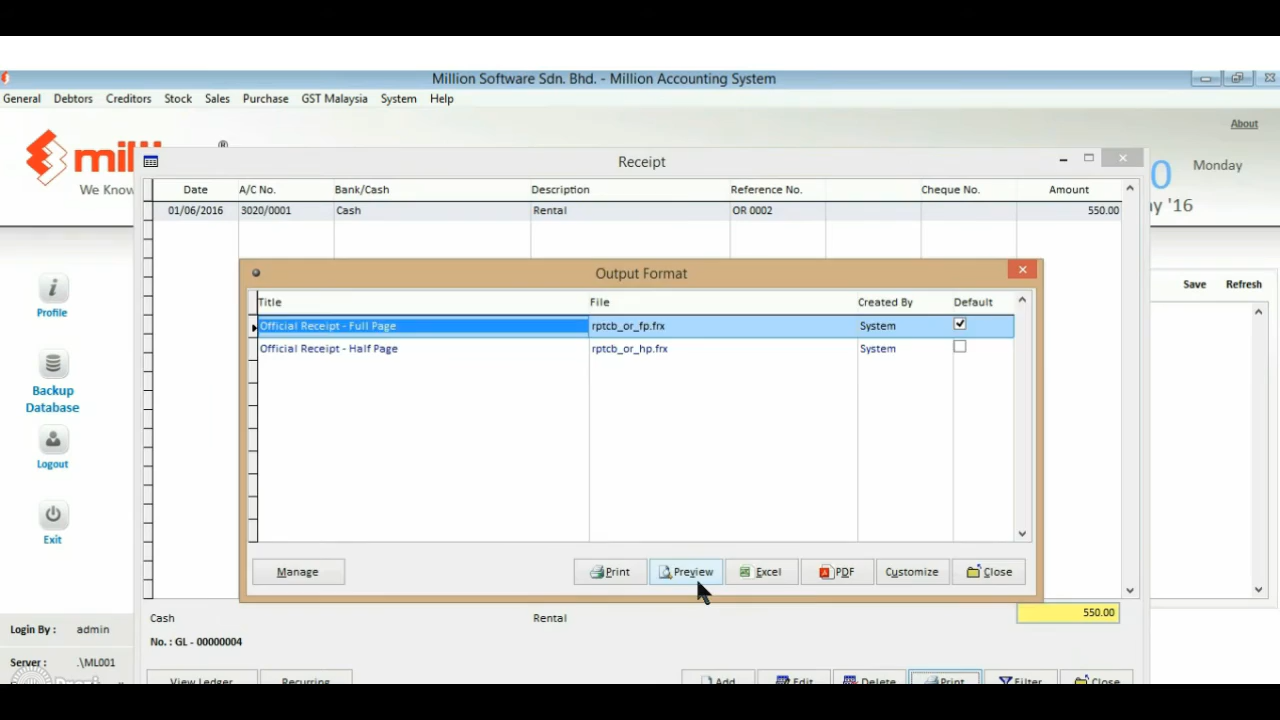 Million Software Sdn. Bhd. - Million Accounting System
General Debtors Creditors Stock Sales Purchase GST Malaysia System Help
About
®
We Know
Monday
0
y '16
Receipt
Date A/C No. Bank/Cash Description Reference No. Cheque No. Amount
01/06/2016 3020/0001 Cash Rental OR 0002 550.00
Save Refresh
Profile
Backup
Database
Logout
Exit
Output Format
Title File Created By Default
Official Receipt - Full Page rptcb_or_fp.frx System
Official Receipt - Half Page rptcb_or_hp.frx System
Manage Print Preview Excel PDF Customize Close
Cash Rental 550.00
No. : GL - 00000004
Login By : admin
Server : .\ML001
View Ledger Recurring Add Edit Delete Print Filter Close